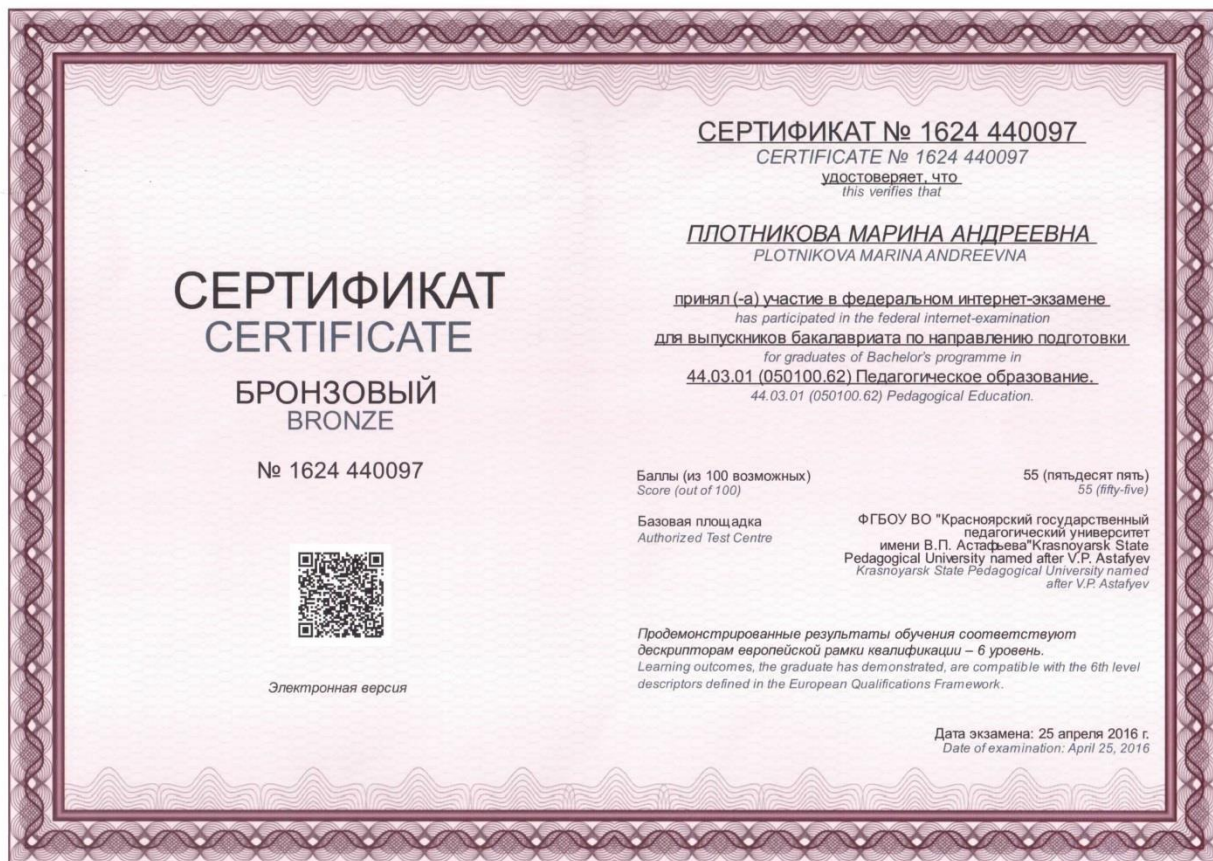 СЕРТИФИКАТ
CERTIFICATE
БРОНЗОВЫЙ
BRONZE
№ 1624 440097
Электронная версия
СЕРТИФИКАТ № 1624 440097
CERTIFICATE № 1624 440097
удостоверяет, что
this verifies that
ПЛОТНИКОВА МАРИНА АНДРЕЕВНА
PLOTNIKOVA MARINA ANDREEVNA
принял (-а) участие в федеральном интернет-экзамене
has participated in the federal internet-examination
для выпускников бакалавриата по направлению подготовки
for graduates of Bachelor's programme in
44.03.01 (050100.62) Педагогическое образование.
44.03.01 (050100.62) Pedagogical Education.
Баллы (из 100 возможных) 55 (пятьдесят пять)
Score (out of 100) 55 (fifty-five)
Базовая площадка
Authorized Test Centre
ФГБОУ ВО "Красноярский государственный
педагогический университет
имени В.П. Астафьева"Krasnoyarsk State
Pedagogical University named after V.P. Astafyev
Krasnoyarsk State Pedagogical University named
after V.P. Astafyev
Продемонстрированные результаты обучения соответствуют
дескрипторам европейской рамки квалификации – 6 уровень.
Learning outcomes, the graduate has demonstrated, are compatible with the 6th level
descriptors defined in the European Qualifications Framework.
Дата экзамена: 25 апреля 2016 г.
Date of examination: April 25, 2016